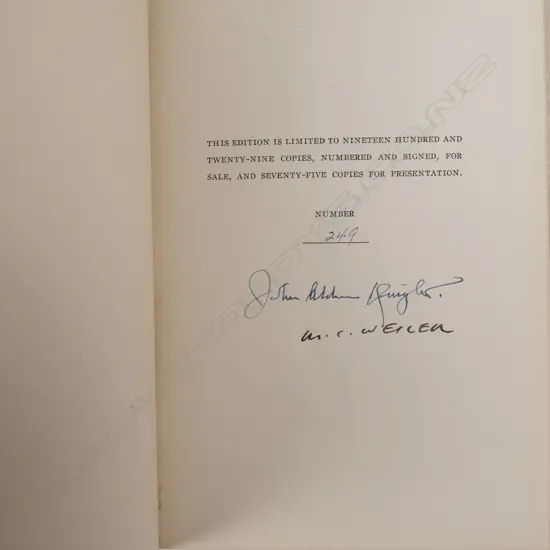 THIS EDITION IS LIMITED TO NINETEEN HUNDRED AND
TWENTY-NINE COPIES, NUMBERED AND SIGNED, FOR
SALE, AND SEVENTY-FIVE COPIES FOR PRESENTATION.
NUMBER
249
John Alden Knight
M. C. WEILER